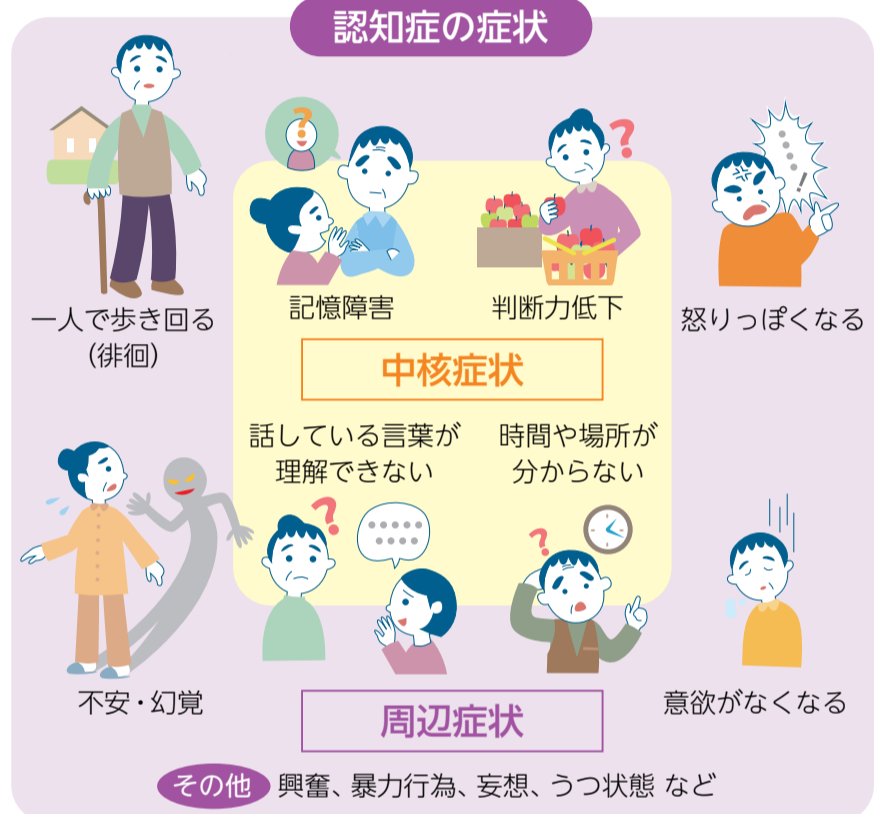 認知症の症状
?
?
・・・・!
一人で歩き回る
(徘徊)
記憶障害
判断力低下
怒りっぽくなる
中核症状
話している言葉が
理解できない
時間や場所が
分からない
?
?
不安・幻覚
意欲がなくなる
周辺症状
その他 興奮、暴力行為、妄想、うつ状態 など